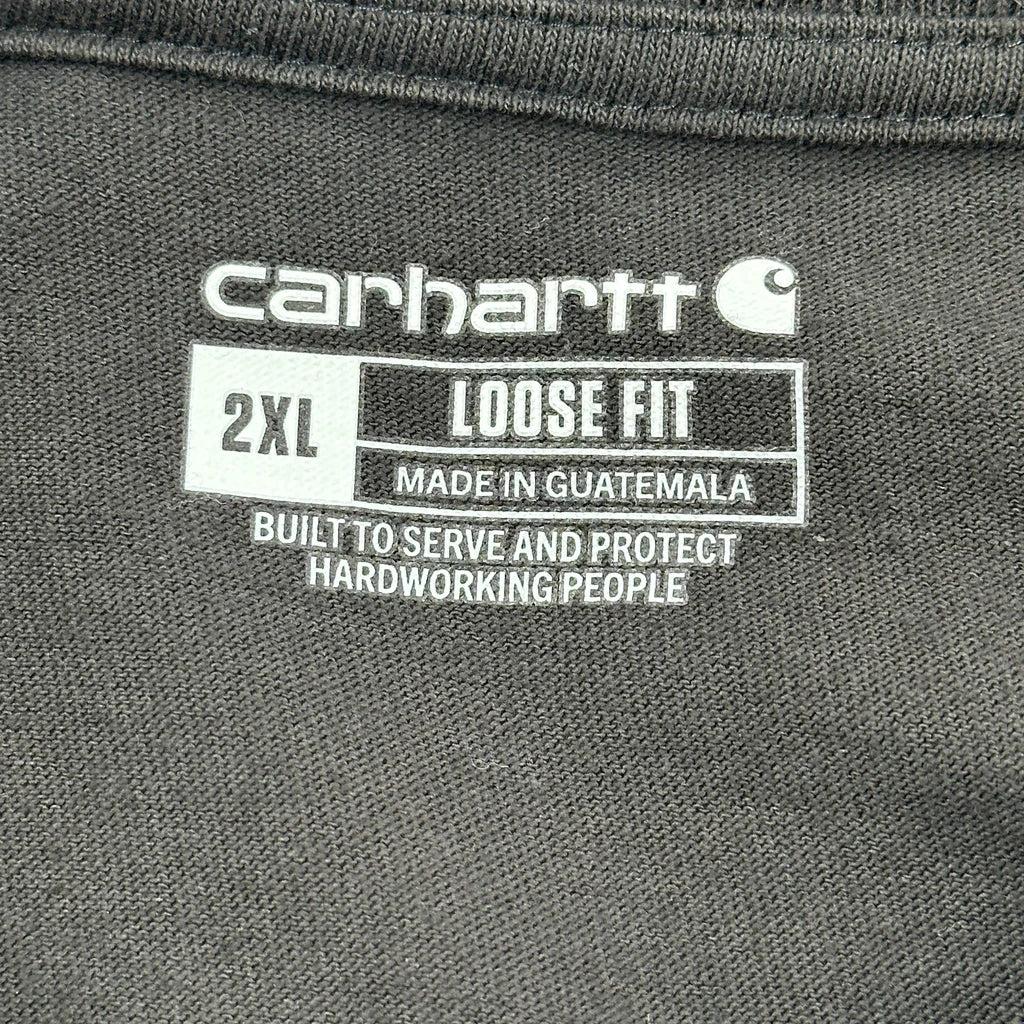 carhartt
2XL
LOOSE FIT
MADE IN GUATEMALA
BUILT TO SERVE AND PROTECT
HARDWORKING PEOPLE